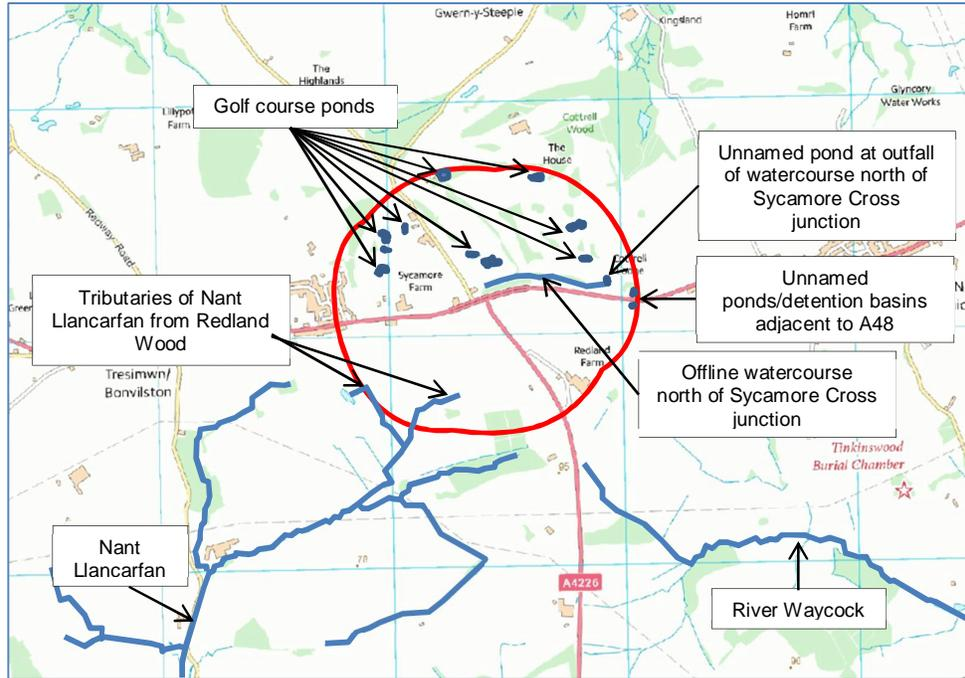 Gwern-y-Steeple
Kingsland
Homri
Farm
The
Highlands
Golf course ponds
Glyncory
Water Works
Farm
Cottrell
Wood
The
House
Unnamed pond at outfall
of watercourse north of
Sycamore Cross
junction
Redway Road
Sycamore
Farm
Unnamed
ponds/detention basins
adjacent to A48
Tributaries of Nant
Llancarfan from Redland
Wood
Redland
Farm
Tresimwn/
Bonvilston
Offline watercourse
north of Sycamore Cross
junction
Tinkinswood
Burial Chamber
95
Nant
Llancarfan
78
A4226
River Waycock